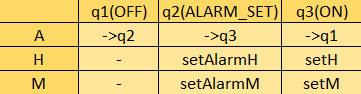 q1(OFF) q2(ALARM_SET) q3(ON)
A ->q2 ->q3 ->q1
H - setAlarmH setH
M - setAlarmM setM